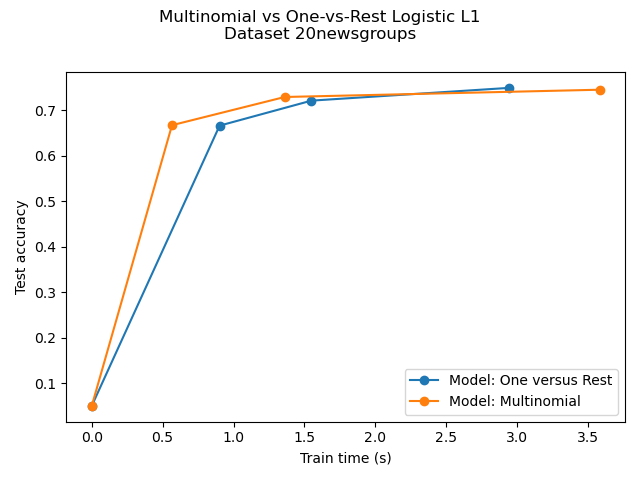 Multinomial vs One-vs-Rest Logistic L1
Dataset 20newsgroups
Test accuracy
0.7
0.6
0.5
0.4
0.3
0.2
0.1
Model: One versus Rest
Model: Multinomial
0.0 0.5 1.0 1.5 2.0 2.5 3.0 3.5
Train time (s)